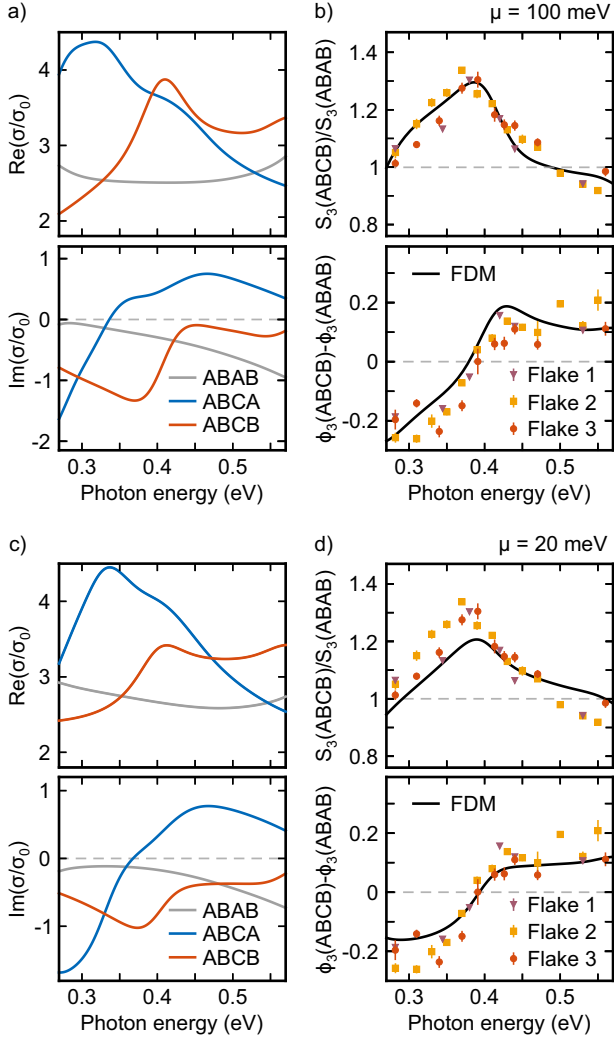 a)
b)
μ = 100 meV
Re(σ/σ₀)
4
3
2
S₃(ABCB)/S₃(ABAB)
1.4
1.2
1
0.8
Im(σ/σ₀)
0
-1
-2
ABAB
ABCA
ABCB
0.3 0.4 0.5
Photon energy (eV)
ϕ₃(ABCB)-ϕ₃(ABAB)
0.2
0
-0.2
FDM
Flake 1
Flake 2
Flake 3
0.3 0.4 0.5
Photon energy (eV)
c)
d)
μ = 20 meV
Re(σ/σ₀)
4
3
2
S₃(ABCB)/S₃(ABAB)
1.4
1.2
1
0.8
Im(σ/σ₀)
0
-1
ABAB
ABCA
ABCB
0.3 0.4 0.5
Photon energy (eV)
ϕ₃(ABCB)-ϕ₃(ABAB)
0.2
0
-0.2
FDM
Flake 1
Flake 2
Flake 3
0.3 0.4 0.5
Photon energy (eV)